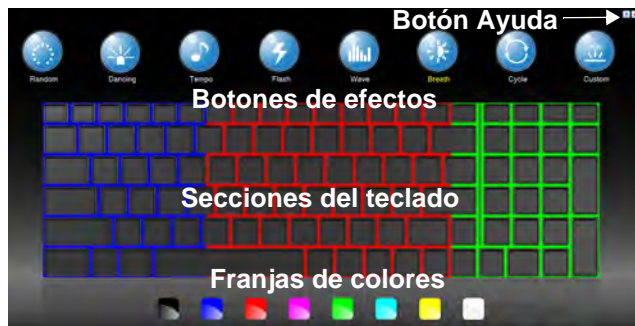 Botón Ayuda
Random Dancing Tempo Flash Wave Breath Cycle Custom
Botones de efectos
Secciones del teclado
Franjas de colores